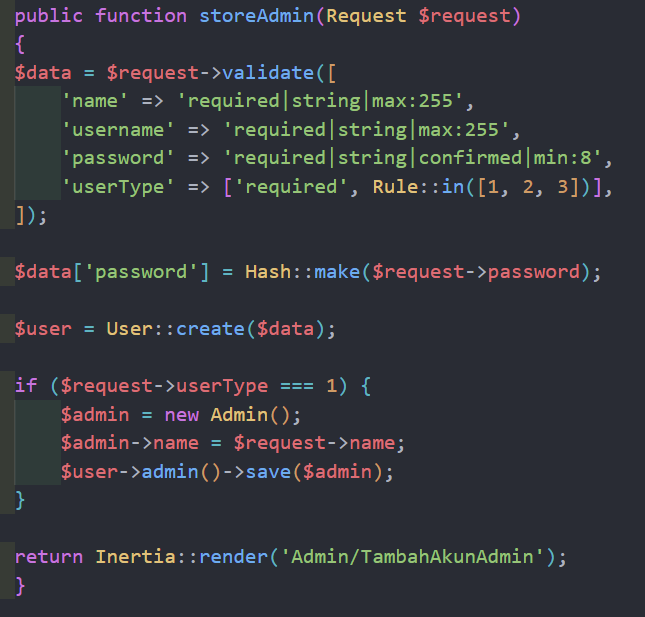 public function storeAdmin(Request $request)
{
$data = $request->validate([
    'name' => 'required|string|max:255',
    'username' => 'required|string|max:255',
    'password' => 'required|string|confirmed|min:8',
    'userType' => ['required', Rule::in([1, 2, 3])],
]);

$data['password'] = Hash::make($request->password);

$user = User::create($data);

if ($request->userType === 1) {
    $admin = new Admin();
    $admin->name = $request->name;
    $user->admin()->save($admin);
}

return Inertia::render('Admin/TambahAkunAdmin');
}